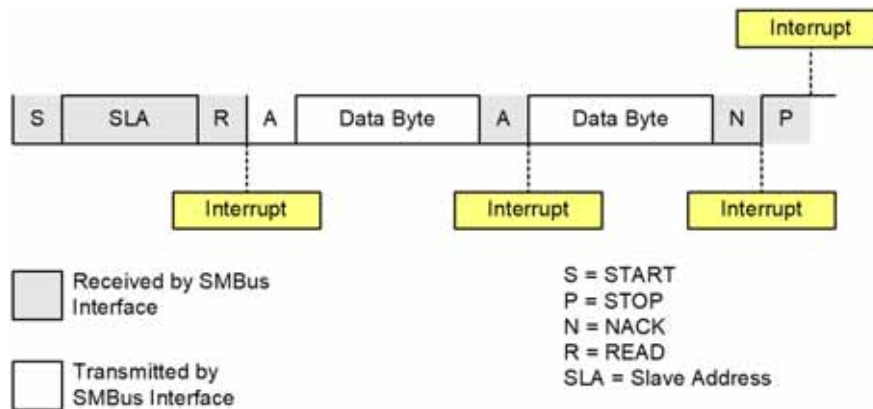 Interrupt
S SLA R A Data Byte A Data Byte N P
Interrupt Interrupt Interrupt
Received by SMBus
Interface
Transmitted by
SMBus Interface
S = START
P = STOP
N = NACK
R = READ
SLA = Slave Address